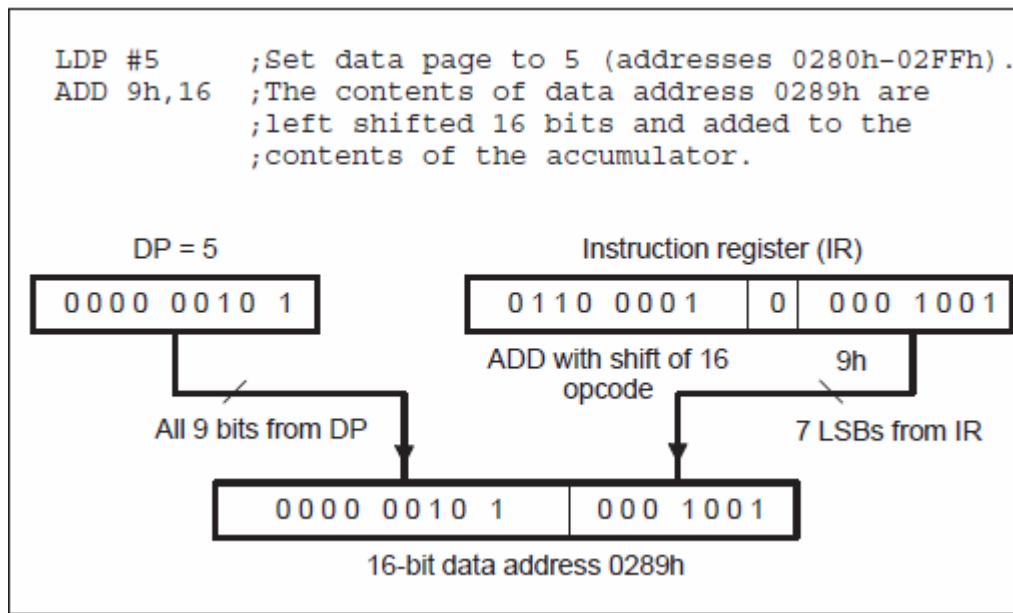 LDP #5 ;Set data page to 5 (addresses 0280h–02FFh).
ADD 9h,16 ;The contents of data address 0289h are
;left shifted 16 bits and added to the
;contents of the accumulator.
DP = 5
Instruction register (IR)
0000 0010 1
0110 0001 0 000 1001
ADD with shift of 16
opcode
9h
All 9 bits from DP
7 LSBs from IR
0000 0010 1 000 1001
16-bit data address 0289h